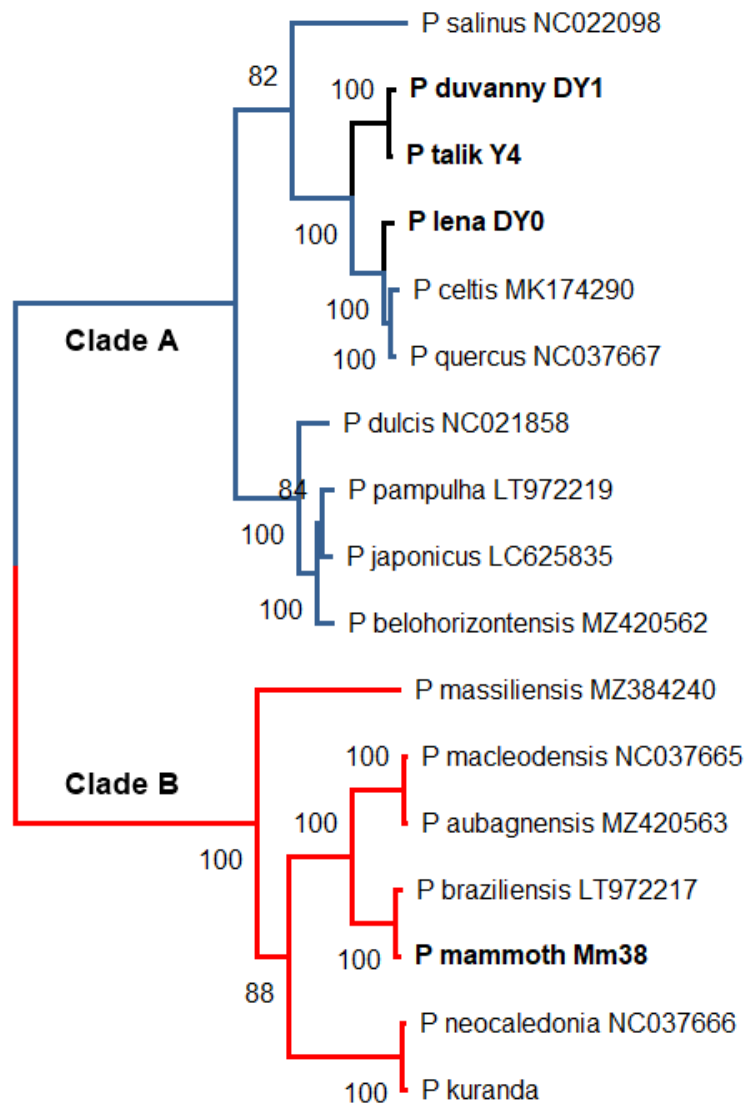 P salinus NC022098
82
100
P duvanny DY1
P talik Y4
P lena DY0
100
P celtis MK174290
100
Clade A
100
P quercus NC037667
P dulcis NC021858
84
P pampulha LT972219
100
P japonicus LC625835
100
P belohorizontensis MZ420562
P massiliensis MZ384240
100
P macleodensis NC037665
Clade B
100
P aubagnensis MZ420563
100
P braziliensis LT972217
100
P mammoth Mm38
88
P neocaledonia NC037666
100
P kuranda